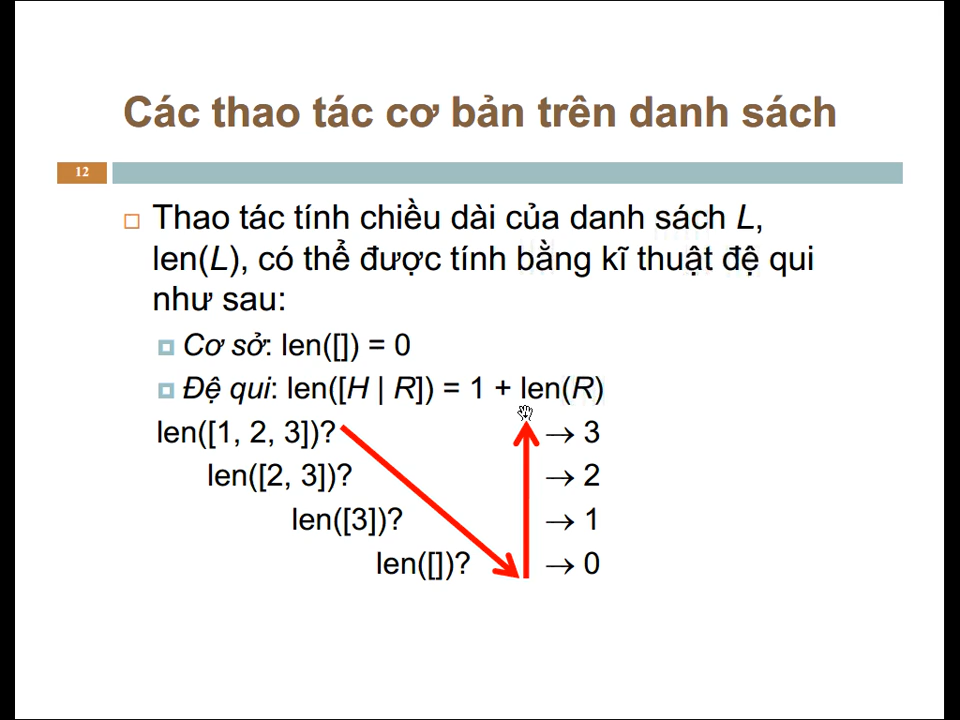 Các thao tác cơ bản trên danh sách
12
Thao tác tính chiều dài của danh sách L,
len(L), có thể được tính bằng kĩ thuật đệ qui
như sau:
Cơ sở: len([]) = 0
Đệ qui: len([H | R]) = 1 + len(R)
len([1, 2, 3])? → 3
len([2, 3])? → 2
len([3])? → 1
len([])? → 0